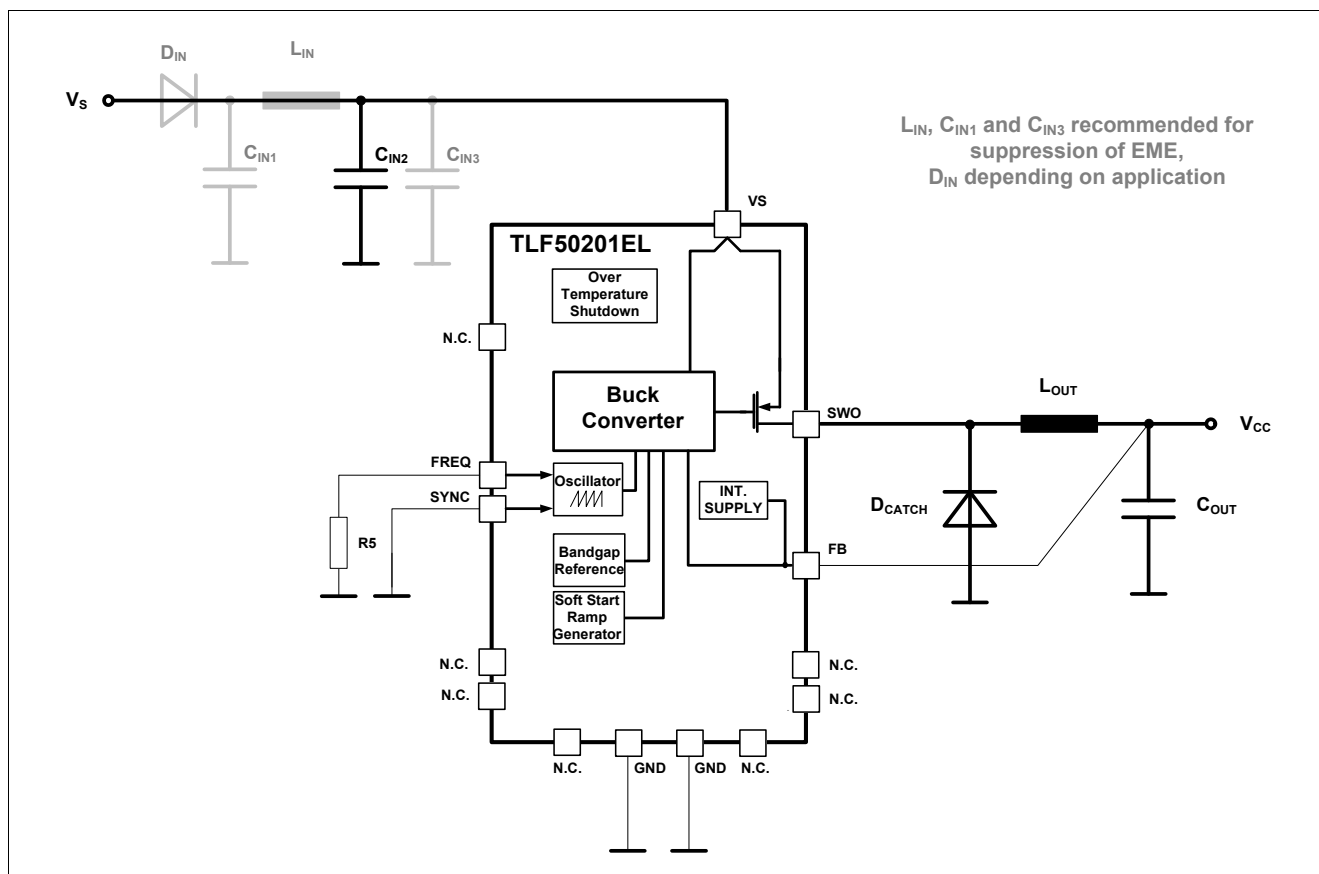 D_IN
L_IN
V_S
C_IN1
C_IN2
C_IN3
L_IN, C_IN1 and C_IN3 recommended for
suppression of EME,
D_IN depending on application
VS
TLF50201EL
Over
Temperature
Shutdown
N.C.
Buck
Converter
SWO
L_OUT
V_CC
FREQ
SYNC
Oscillator
INT.
SUPPLY
D_CATCH
C_OUT
R5
Bandgap
Reference
FB
Soft Start
Ramp
Generator
N.C.
N.C.
N.C.
N.C.
N.C.
GND
GND
N.C.